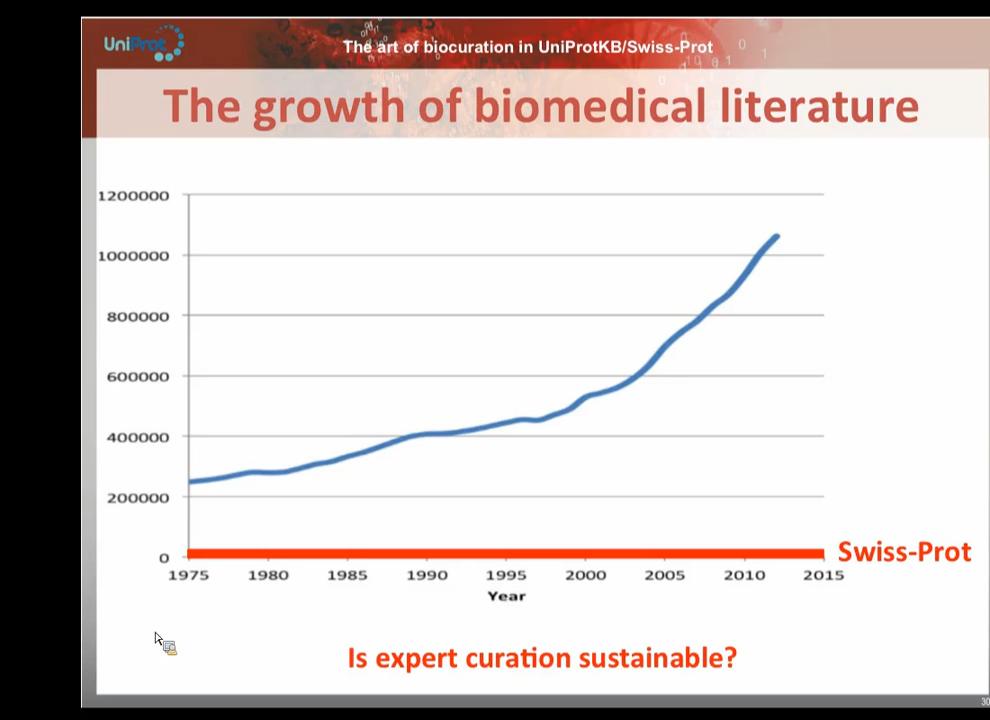 UniProt
The art of biocuration in UniProtKB/Swiss-Prot
The growth of biomedical literature
1200000
1000000
800000
600000
400000
200000
0
Swiss-Prot
1975 1980 1985 1990 1995 2000 2005 2010 2015
Year
Is expert curation sustainable?
30